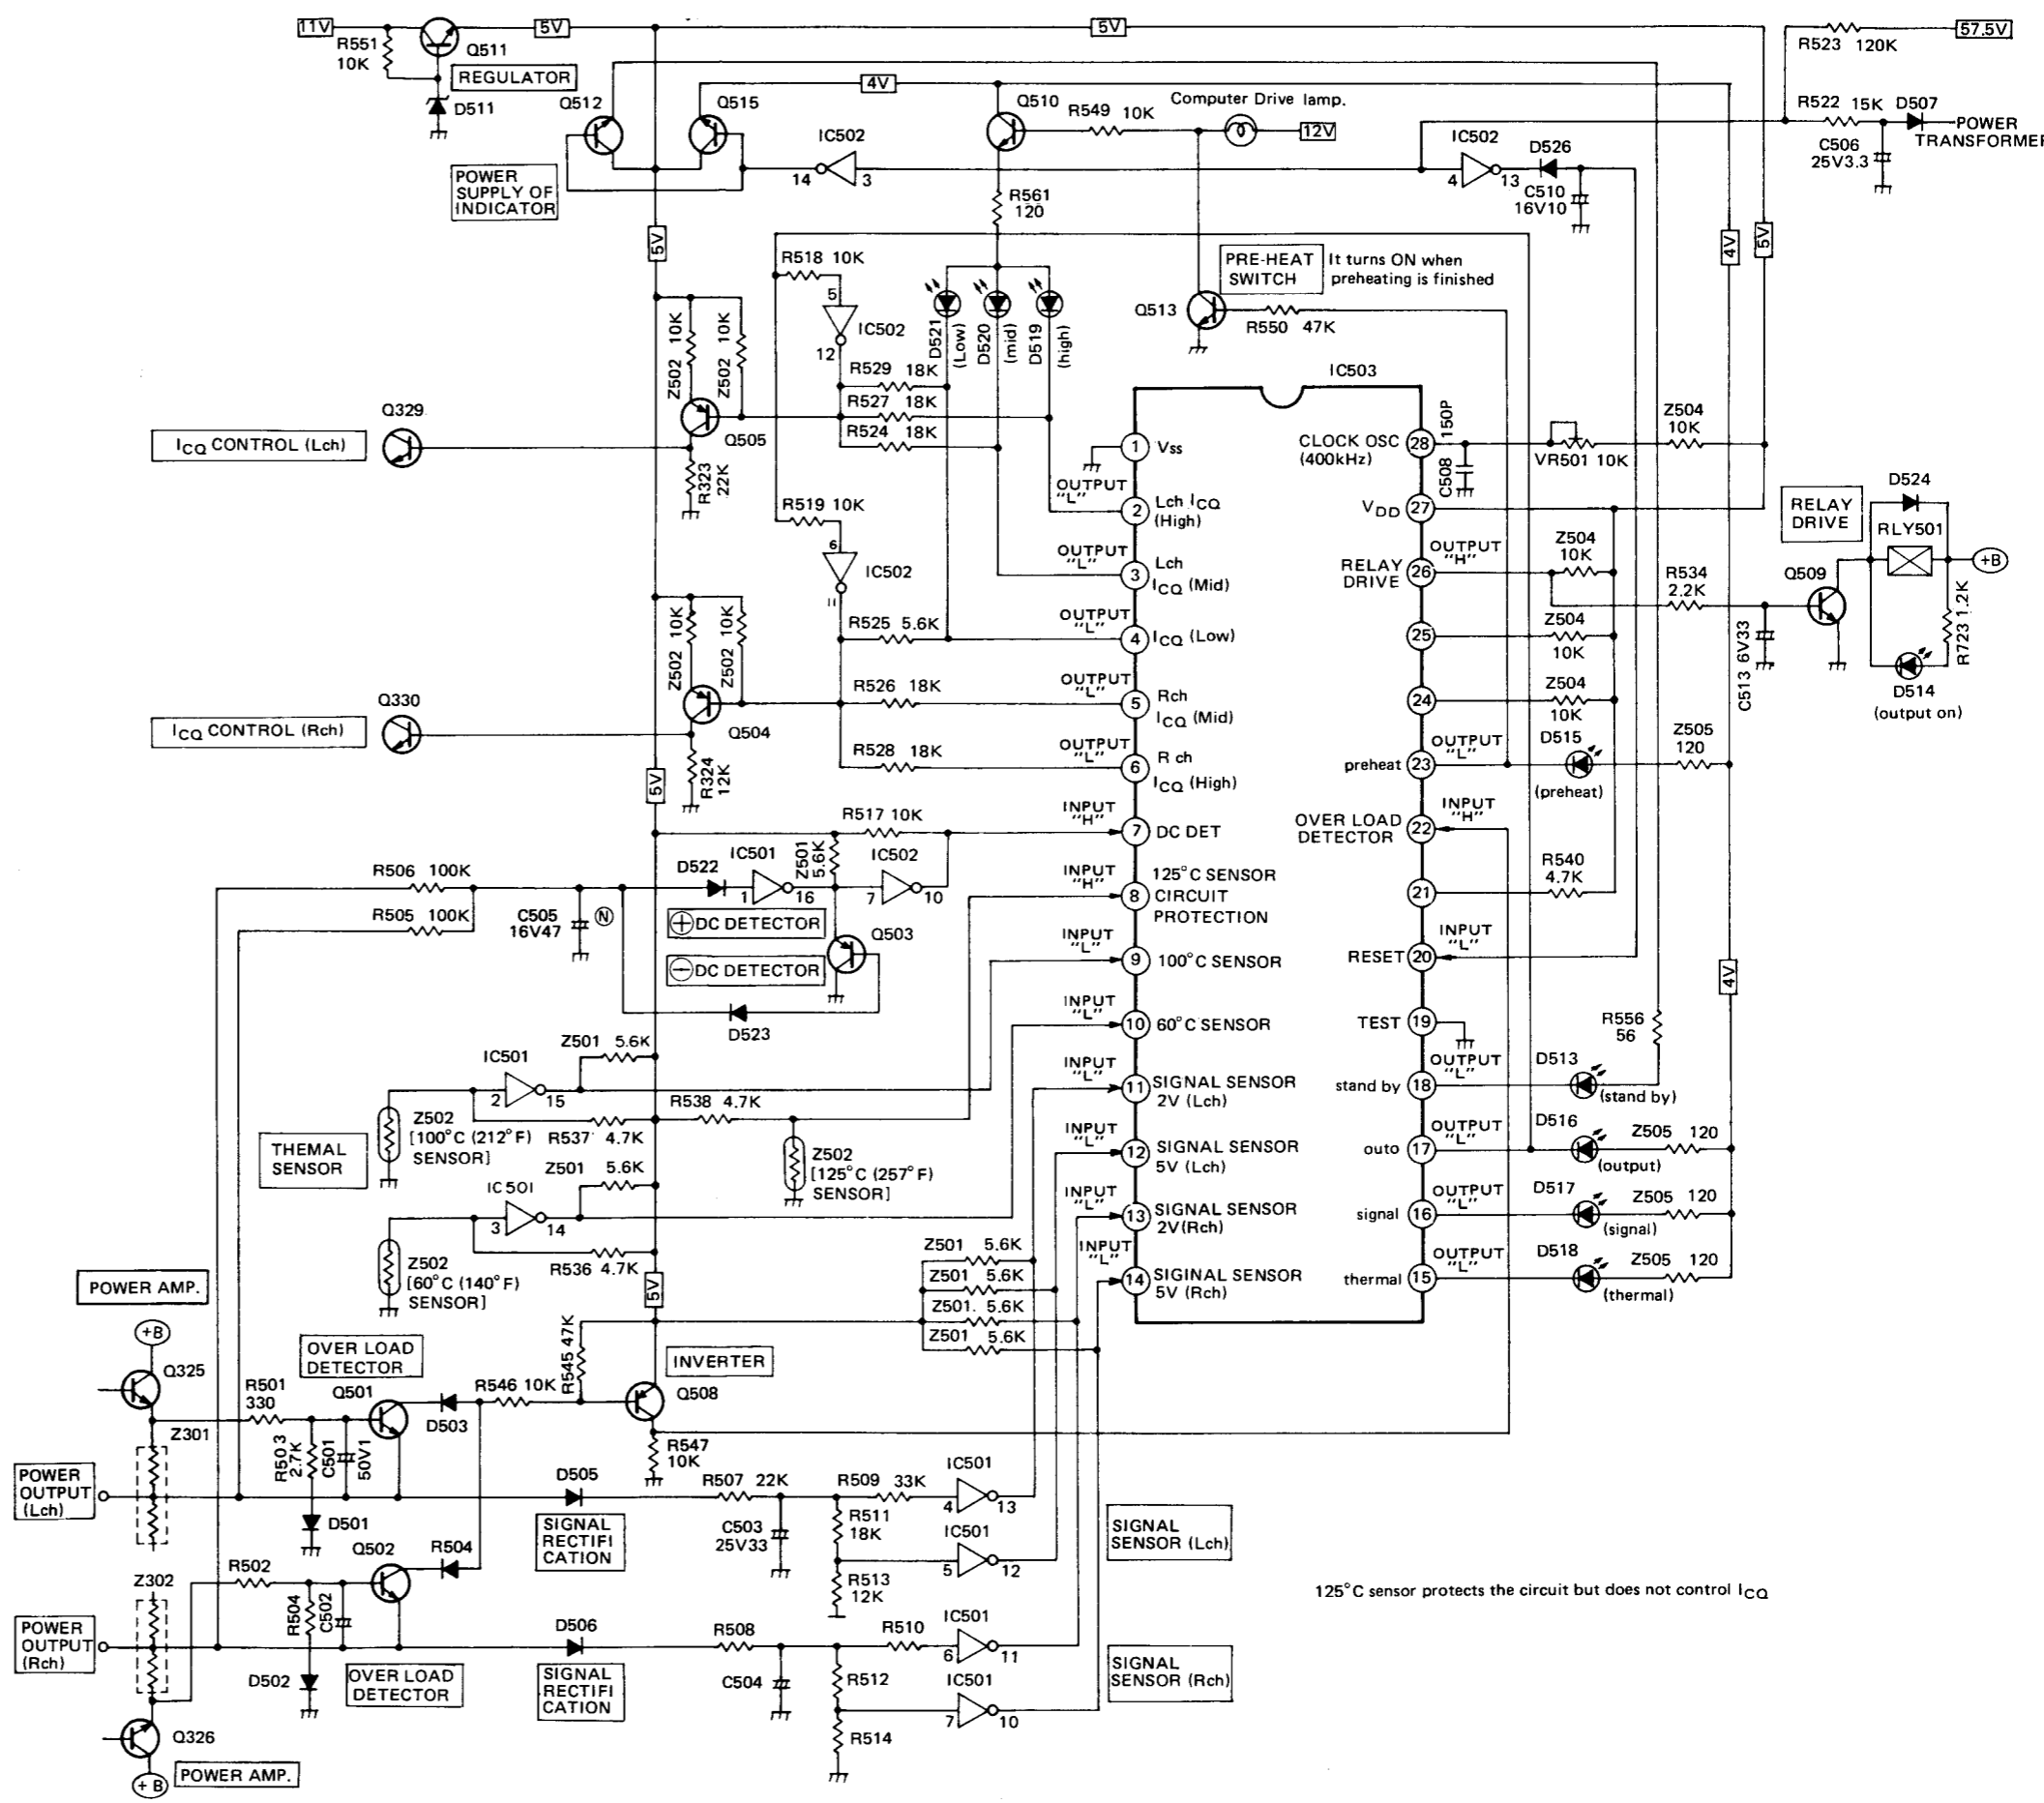 11V
R551
10K
Q511
5V
5V
R523 120K
57.5V
REGULATOR
D511
Q512
Q515
4V
Q510
R549 10K
Computer Drive lamp.
12V
IC502
14
3
IC502
4
13
D526
C510
16V10
R522 15K D507
POWER
TRANSFORMER
C506
25V3.3
POWER
SUPPLY OF
INDICATOR
R561
120
5V
4V
5V
R518 10K
5
IC502
12
D521
(Low)
D520
(mid)
D519
(high)
PRE-HEAT
SWITCH
It turns ON when
preheating is finished
Q513
R550 47K
Z502 10K
Z502 10K
R529 18K
R527 18K
R524 18K
Q505
Q329
ICQ CONTROL (Lch)
R323
22K
IC503
1 Vss
OUTPUT
"L"
2 Lch ICQ
(High)
OUTPUT
"L"
3 Lch
ICQ (Mid)
OUTPUT
"L"
4 ICQ (Low)
OUTPUT
"L"
5 Rch
ICQ (Mid)
OUTPUT
"L"
6 R ch
ICQ (High)
INPUT
"H"
7 DC DET
INPUT
"H"
8 125°C SENSOR
CIRCUIT
PROTECTION
INPUT
"L"
9 100°C SENSOR
INPUT
"L"
10 60°C SENSOR
INPUT
"L"
11 SIGNAL SENSOR
2V (Lch)
INPUT
"L"
12 SIGNAL SENSOR
5V (Lch)
INPUT
"L"
13 SIGNAL SENSOR
2V(Rch)
INPUT
"L"
14 SIGINAL SENSOR
5V (Rch)
CLOCK OSC
(400kHz) 28
C508 150P
VR501 10K
Z504
10K
VDD 27
RELAY
DRIVE 26
OUTPUT
"H"
Z504
10K
R534
2.2K
25
Z504
10K
24
Z504
10K
preheat 23
OUTPUT
"L"
D515
(preheat)
Z505
120
OVER LOAD
DETECTOR 22
INPUT
"H"
21
R540
4.7K
RESET 20
INPUT
"L"
TEST 19
R556
56
stand by 18
OUTPUT
"L"
D513
(stand by)
outo 17
OUTPUT
"L"
D516
(output)
Z505 120
signal 16
OUTPUT
"L"
D517
(signal)
Z505 120
thermal 15
OUTPUT
"L"
D518
(thermal)
Z505 120
4V
RELAY
DRIVE
D524
RLY501
+B
Q509
R723 1.2K
C513 6V33
D514
(output on)
R519 10K
6
IC502
11
Z502 10K
Z502 10K
R525 5.6K
R526 18K
R528 18K
Q504
Q330
ICQ CONTROL (Rch)
R324
12K
5V
R517 10K
R506 100K
R505 100K
C505
16V47
N
D522
IC501
1
16
Z501
5.6K
IC502
7
10
+DC DETECTOR
−DC DETECTOR
Q503
D523
Z501 5.6K
IC501
2
15
R538 4.7K
R537 4.7K
THEMAL
SENSOR
Z502
[100°C (212°F)
SENSOR]
Z501
5.6K
IC501
3
14
Z502
[125°C (257°F)
SENSOR]
R536 4.7K
Z502
[60°C (140°F)
SENSOR]
5V
Z501 5.6K
Z501 5.6K
Z501. 5.6K
Z501 5.6K
POWER AMP.
+B
Q325
OVER LOAD
DETECTOR
R501
330
Q501
D503
R546 10K
R545 47K
INVERTER
Q508
Z301
R503
2.7K
C501
50V1
R547
10K
POWER
OUTPUT
(Lch)
D501
D505
R507 22K
R509 33K
IC501
4
13
SIGNAL
RECTIFI
CATION
C503
25V33
R511
18K
IC501
5
12
SIGNAL
SENSOR (Lch)
R513
12K
Q502
R504
R502
Z302
R504
C502
125°C sensor protects the circuit but does not control ICQ
POWER
OUTPUT
(Rch)
D502
OVER LOAD
DETECTOR
D506
R508
R510
IC501
6
11
SIGNAL
RECTIFI
CATION
C504
R512
IC501
7
10
SIGNAL
SENSOR (Rch)
R514
Q326
+ B
POWER AMP.